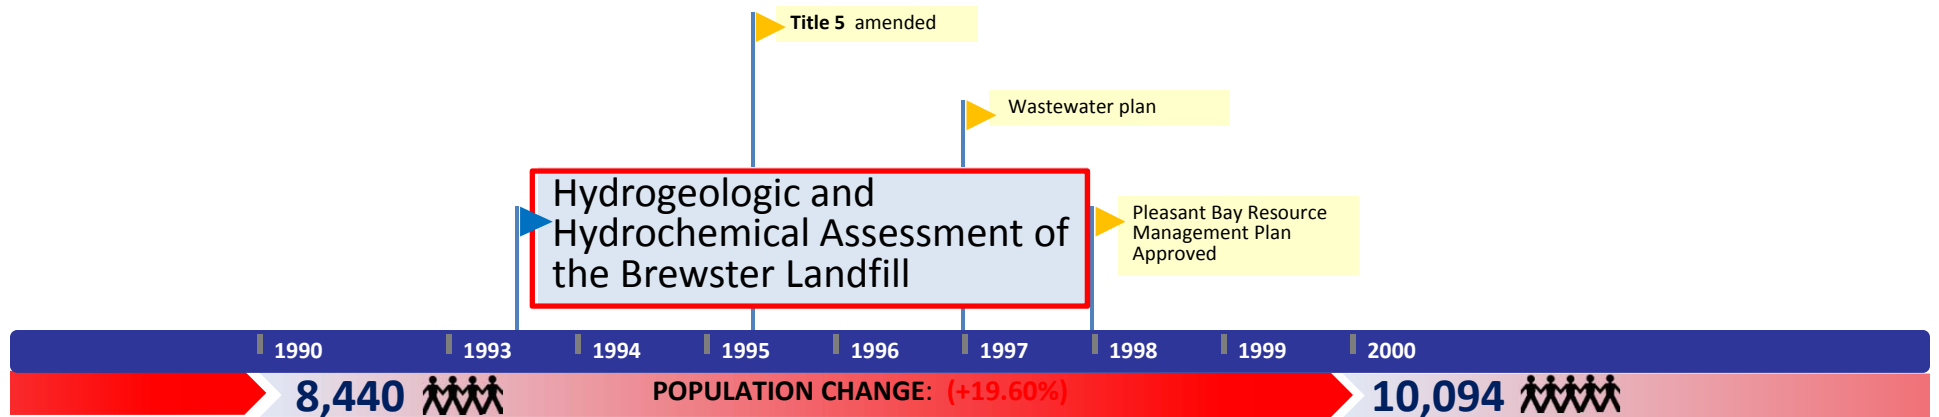 Title 5 amended
Wastewater plan
Hydrogeologic and
Hydrochemical Assessment of
the Brewster Landfill
Pleasant Bay Resource
Management Plan
Approved
1990 1993 1994 1995 1996 1997 1998 1999 2000
8,440 POPULATION CHANGE: (+19.60%) 10,094